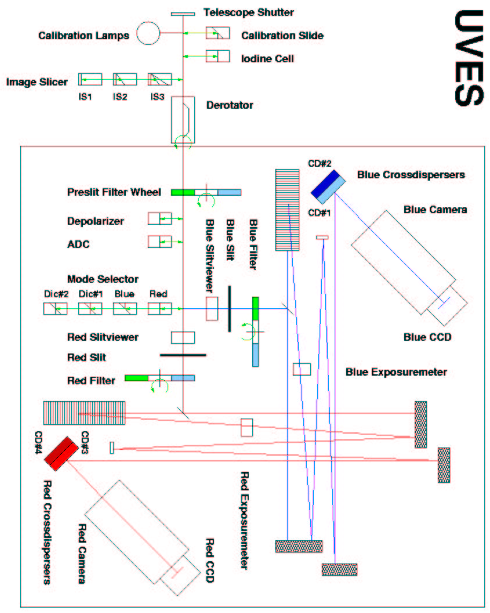 UVES
Telescope Shutter
Calibration Lamps
Calibration Slide
Iodine Cell
Image Slicer
IS1
IS2
IS3
Derotator
CD#2
Blue Crossdispersers
Preslit Filter Wheel
CD#1
Blue Camera
Depolarizer
ADC
Blue Slitviewer
Blue Slit
Blue Filter
Mode Selector
Dic#2
Dic#1
Blue
Red
Blue CCD
Red Slitviewer
Red Slit
Blue Exposuremeter
Red Filter
CD#4
CD#3
Red Crossdispersers
Red Camera
Red CCD
Red Exposuremeter